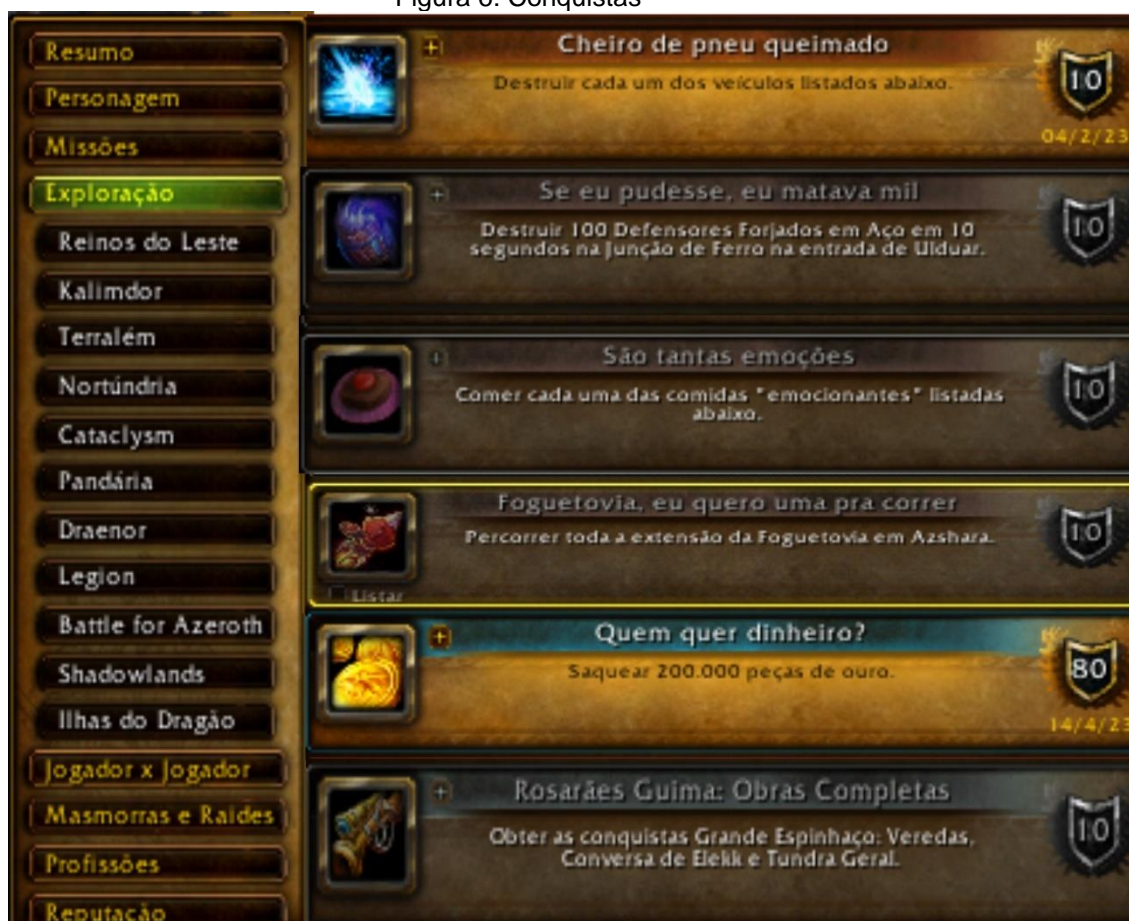 Figura 6: Conquistas
Resumo
Personagem
Missões
Exploração
Reinos do Leste
Kalimdor
Terralém
Nortúndria
Cataclysm
Pandária
Draenor
Legion
Battle for Azeroth
Shadowlands
Ilhas do Dragão
Jogador x Jogador
Masmorras e Raides
Profissões
Reputação
Cheiro de pneu queimado
Destruir cada um dos veículos listados abaixo.
10
04/2/23
Se eu pudesse, eu matava mil
Destruir 100 Defensores Forjados em Aço em 10
segundos na Junção de Ferro na entrada de Ulduar.
10
São tantas emoções
Comer cada uma das comidas "emocionantes" listadas
abaixo.
10
Foguetovia, eu quero uma pra correr
Percorrer toda a extensão da Foguetovia em Azshara.
10
Listar
Quem quer dinheiro?
Saquear 200.000 peças de ouro.
80
14/4/23
Rosarães Guima: Obras Completas
Obter as conquistas Grande Espinhaço: Veredas,
Conversa de Elekk e Tundra Geral.
10